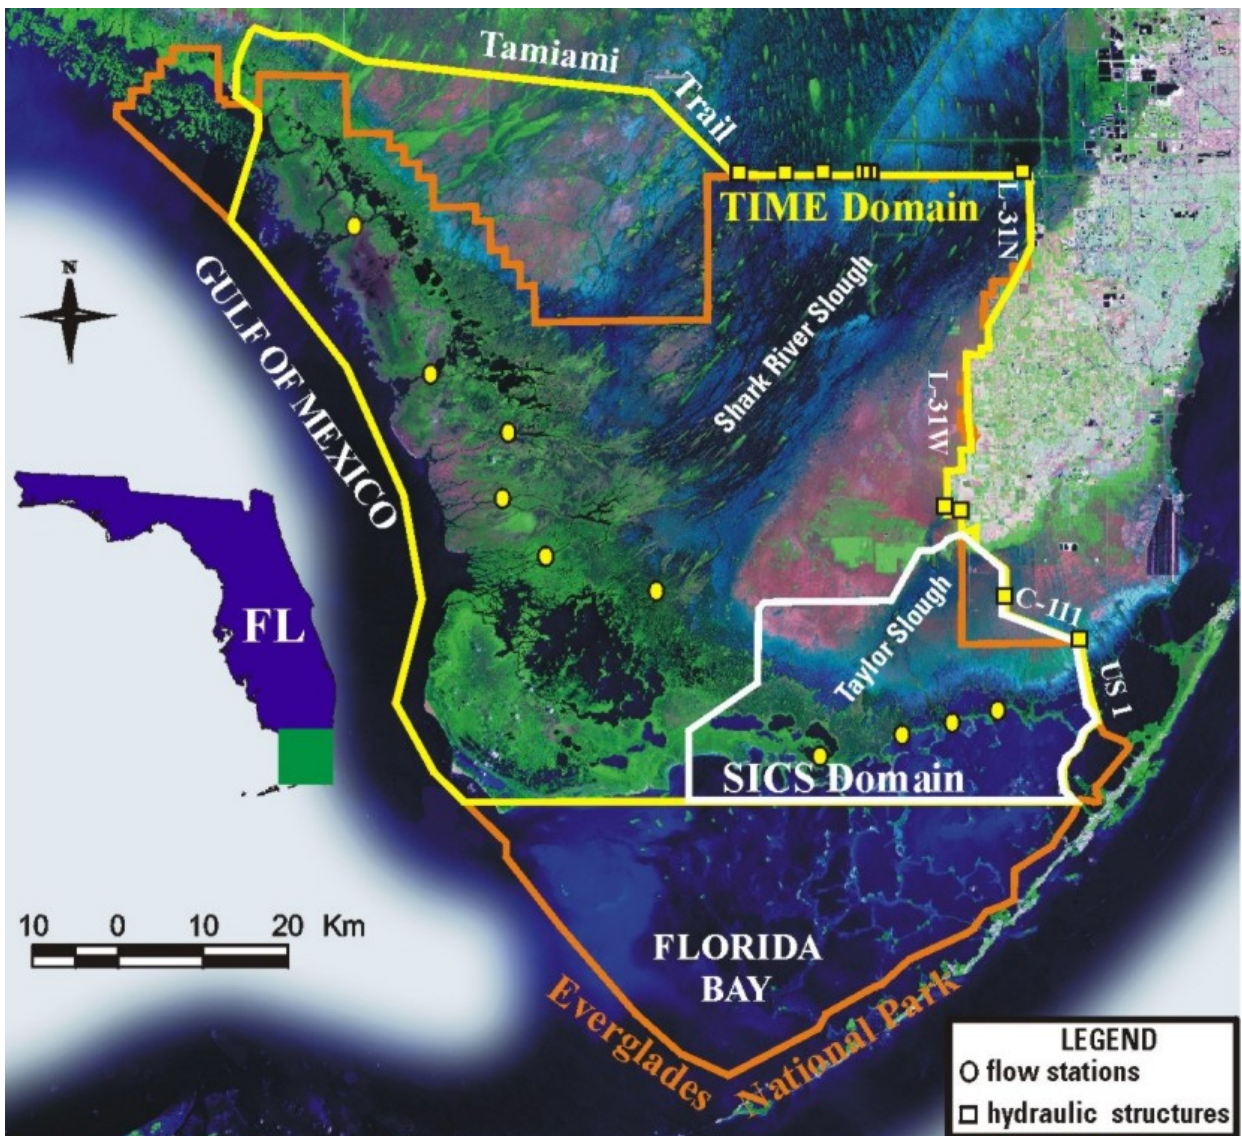 Tamiami
Trail
TIME Domain
L-31N
GULF OF MEXICO
N
Shark River Slough
L-31W
FL
C-111
Taylor Slough
US 1
SICS Domain
10 0 10 20 Km
FLORIDA
BAY
Everglades National Park
LEGEND
flow stations
hydraulic structures